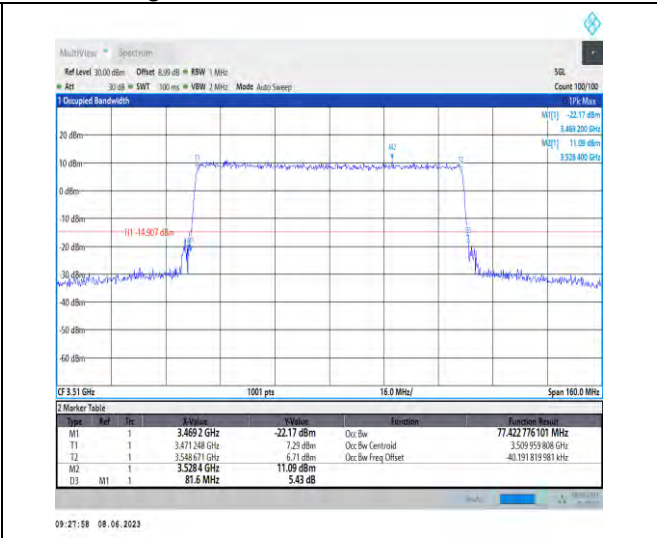 MultiView Spectrum
Ref Level 30.00 dBm Offset 8.99 dB RBW 1 MHz SGL
Att 30 dB SWT 100 ms VBW 2 MHz Mode Auto Sweep Count 100/100
1 Occupied Bandwidth 1Pk Max
M1[1] -22.17 dBm
3.469 200 GHz
20 dBm
M2[1] 11.09 dBm
3.528 400 GHz
M2
T1
T2
10 dBm
0 dBm
-10 dBm
H1 -14.907 dBm
-20 dBm
-30 dBm
-40 dBm
-50 dBm
-60 dBm
CF 3.51 GHz 1001 pts 16.0 MHz/ Span 160.0 MHz
2 Marker Table
Type Ref Trc X-Value Y-Value Function Function Result
M1 1 3.469 2 GHz -22.17 dBm Occ Bw 77.422 776 101 MHz
T1 1 3.471 248 GHz 7.29 dBm Occ Bw Centroid 3.509 959 808 GHz
T2 1 3.548 671 GHz 6.71 dBm Occ Bw Freq Offset -40.191 819 981 kHz
M2 1 3.528 4 GHz 11.09 dBm
D3 M1 1 81.6 MHz 5.43 dB
09:27:58 08.06.2023